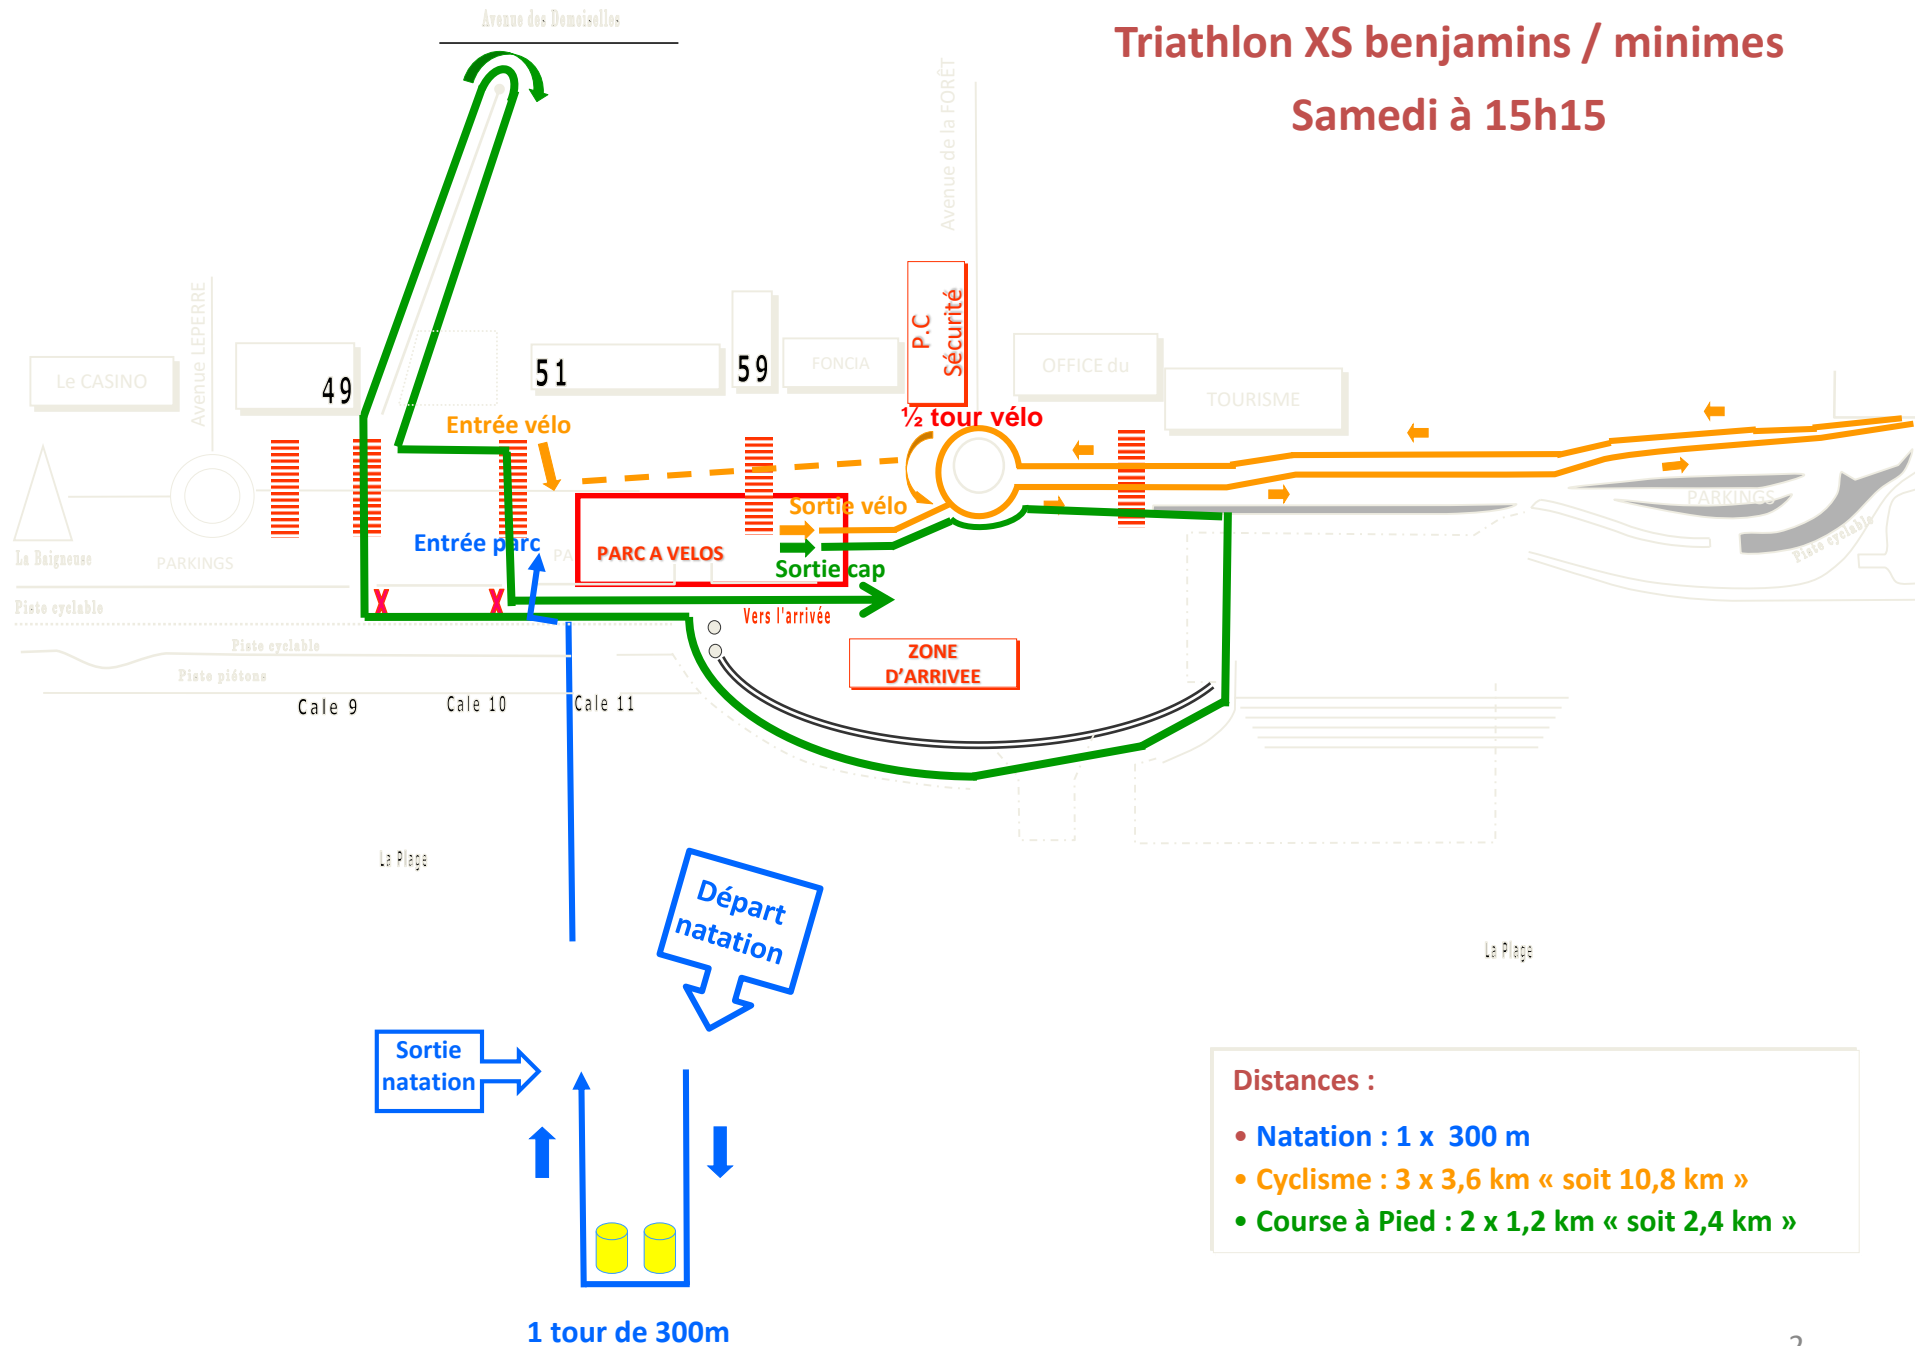 Avenue des Demoiselles
Triathlon XS benjamins / minimes
Samedi à 15h15
Avenue de la FORÊT
Avenue LEPERRE
P.C
Sécurité
Le CASINO
49
51
59
FONCIA
OFFICE du
TOURISME
½ tour vélo
Entrée vélo
Sortie vélo
PARKINGS
Entrée parc
PA
PARC A VELOS
La Baigneuse
PARKINGS
Sortie cap
Piste cyclable
Piste cyclable
X
X
Vers l'arrivée
Piste cyclable
ZONE
D'ARRIVEE
Piste piétons
Cale 9
Cale 10
Cale 11
La Plage
Départ
natation
La Plage
Sortie
natation
Distances :
• Natation : 1 x 300 m
• Cyclisme : 3 x 3,6 km « soit 10,8 km »
• Course à Pied : 2 x 1,2 km « soit 2,4 km »
1 tour de 300m